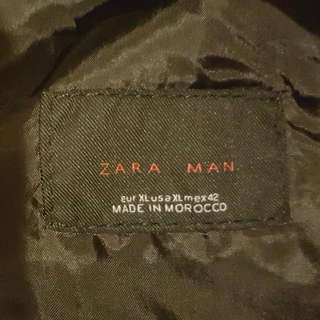 ZARA MAN
eur XL usa XL mex 42
MADE IN MOROCCO